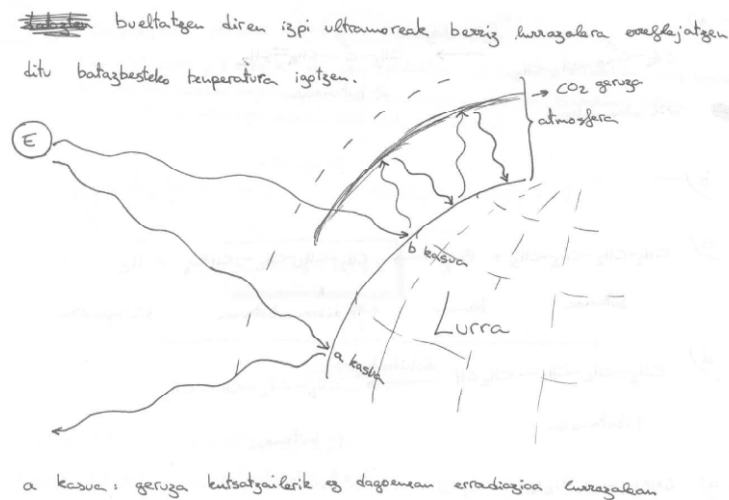 bueltatzen diren izpi ultramoreak berriz lurrazalera erreflejatzen
ditu batazbesteko tenperatura igotzen.
→ CO2 geruza
atmosfera
E
b kasua
Lurra
a kasua
a kasua: geruza kutsatzailerik ez dagoenean erradiazioa lurrazalean